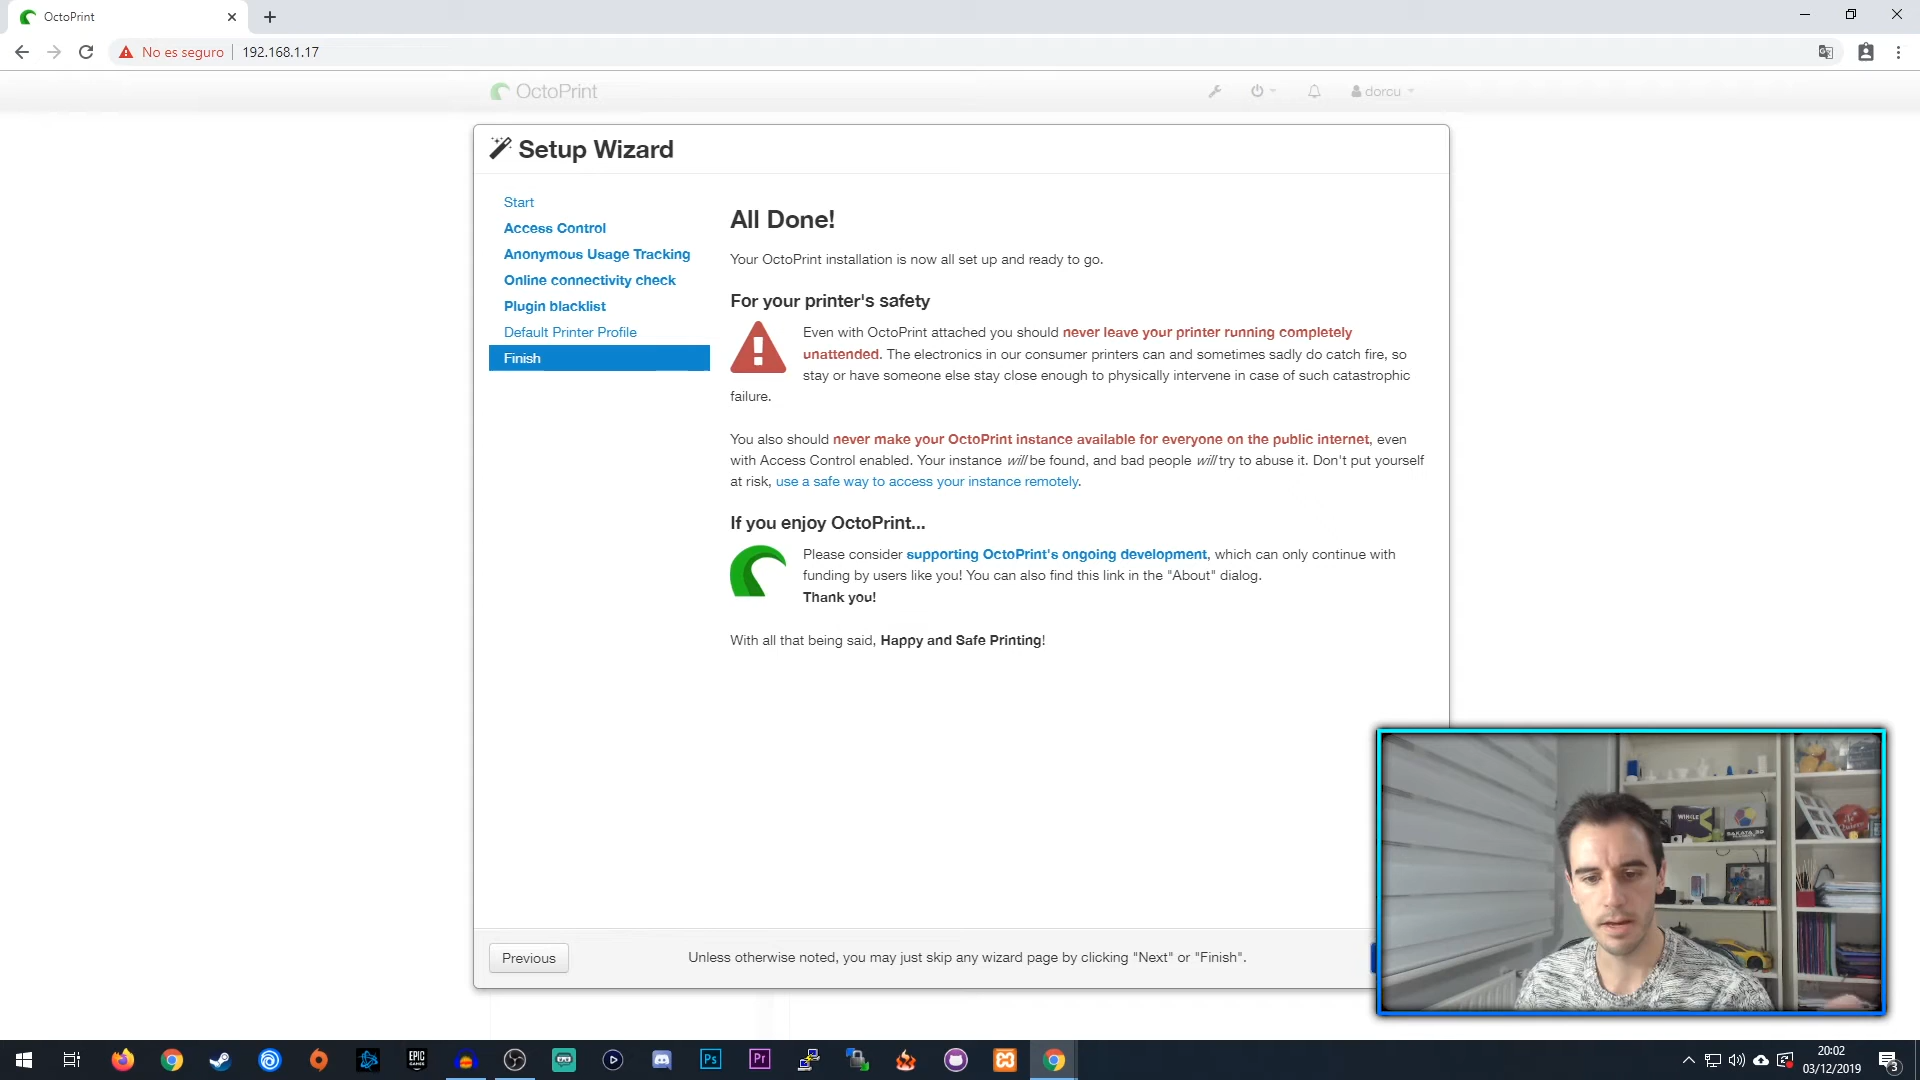 OctoPrint
No es seguro
192.168.1.17
OctoPrint
dorcu
Setup Wizard
Start
Access Control
Anonymous Usage Tracking
Online connectivity check
Plugin blacklist
Default Printer Profile
Finish
All Done!
Your OctoPrint installation is now all set up and ready to go.
For your printer's safety
Even with OctoPrint attached you should never leave your printer running completely
unattended. The electronics in our consumer printers can and sometimes sadly do catch fire, so
stay or have someone else stay close enough to physically intervene in case of such catastrophic
failure.
You also should never make your OctoPrint instance available for everyone on the public internet, even
with Access Control enabled. Your instance will be found, and bad people will try to abuse it. Don't put yourself
at risk, use a safe way to access your instance remotely.
If you enjoy OctoPrint...
Please consider supporting OctoPrint's ongoing development, which can only continue with
funding by users like you! You can also find this link in the "About" dialog.
Thank you!
With all that being said, Happy and Safe Printing!
Previous
Unless otherwise noted, you may just skip any wizard page by clicking "Next" or "Finish".
WINKLE
SAKATA 3D
EPIC
GAMES
Ps
Pr
20:02
03/12/2019
3